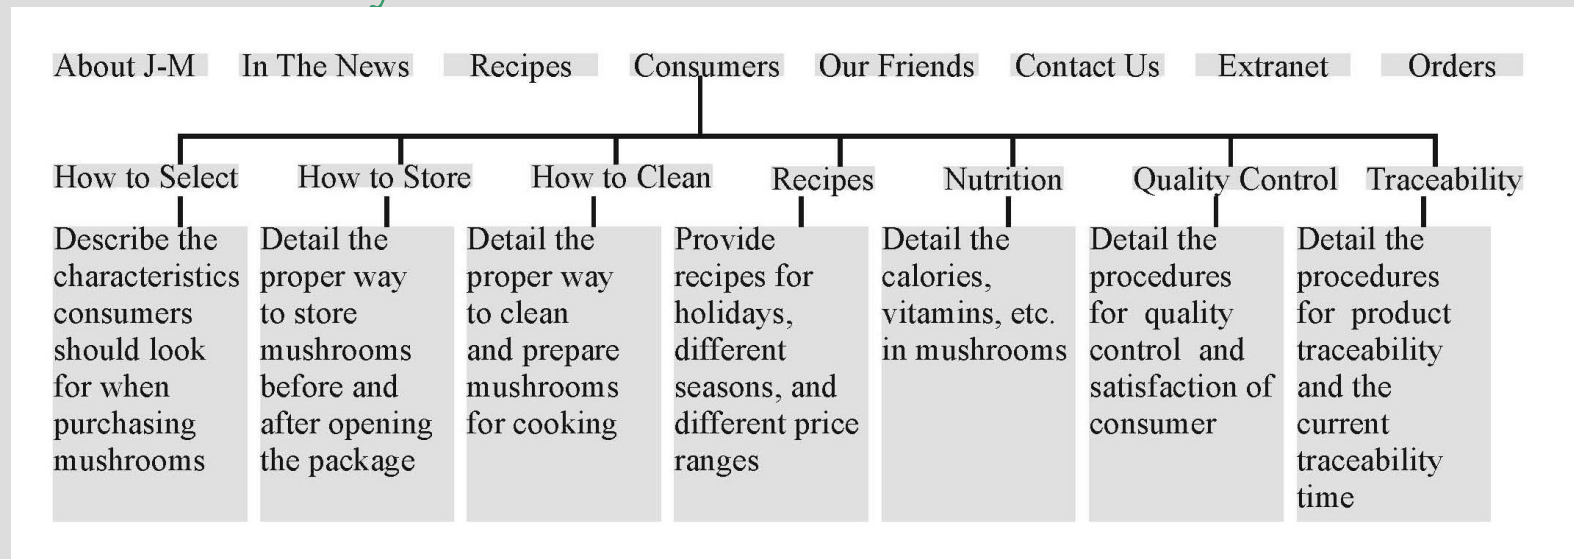 About J-M In The News Recipes Consumers Our Friends Contact Us Extranet Orders
How to Select How to Store How to Clean Recipes Nutrition Quality Control Traceability
Describe the
characteristics
consumers
should look
for when
purchasing
mushrooms
Detail the
proper way
to store
mushrooms
before and
after opening
the package
Detail the
proper way
to clean
and prepare
mushrooms
for cooking
Provide
recipes for
holidays,
different
seasons, and
different price
ranges
Detail the
calories,
vitamins, etc.
in mushrooms
Detail the
procedures
for quality
control and
satisfaction of
consumer
Detail the
procedures
for product
traceability
and the
current
traceability
time